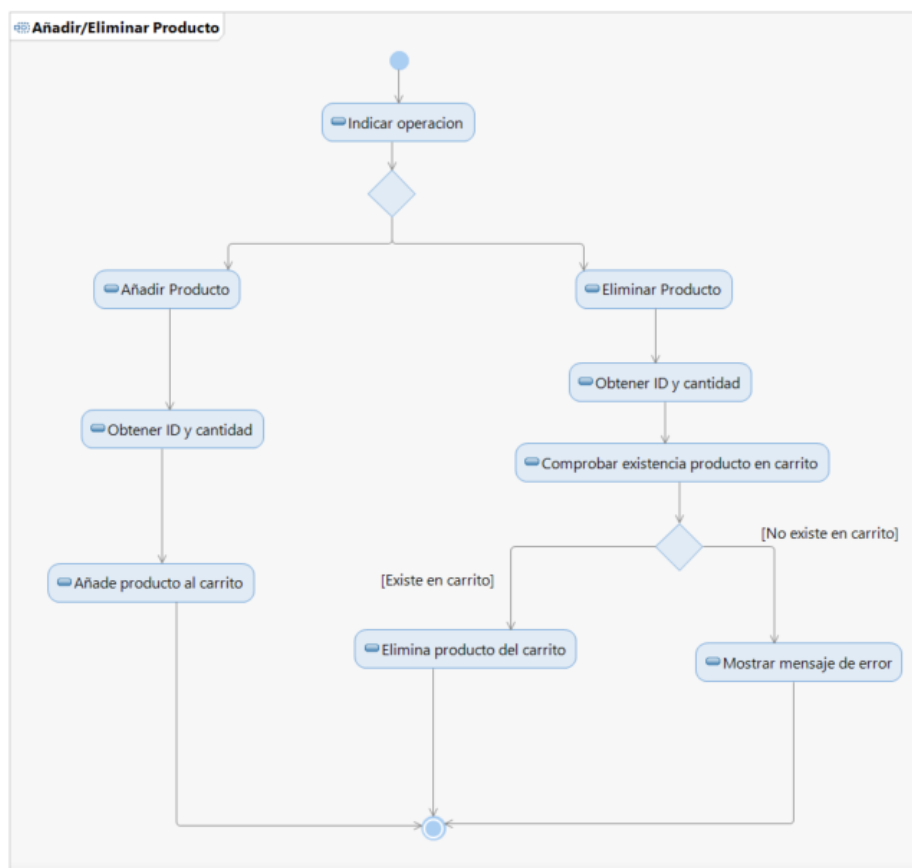 Añadir/Eliminar Producto
Indicar operacion
Añadir Producto
Eliminar Producto
Obtener ID y cantidad
Obtener ID y cantidad
Comprobar existencia producto en carrito
[No existe en carrito]
[Existe en carrito]
Añade producto al carrito
Elimina producto del carrito
Mostrar mensaje de error